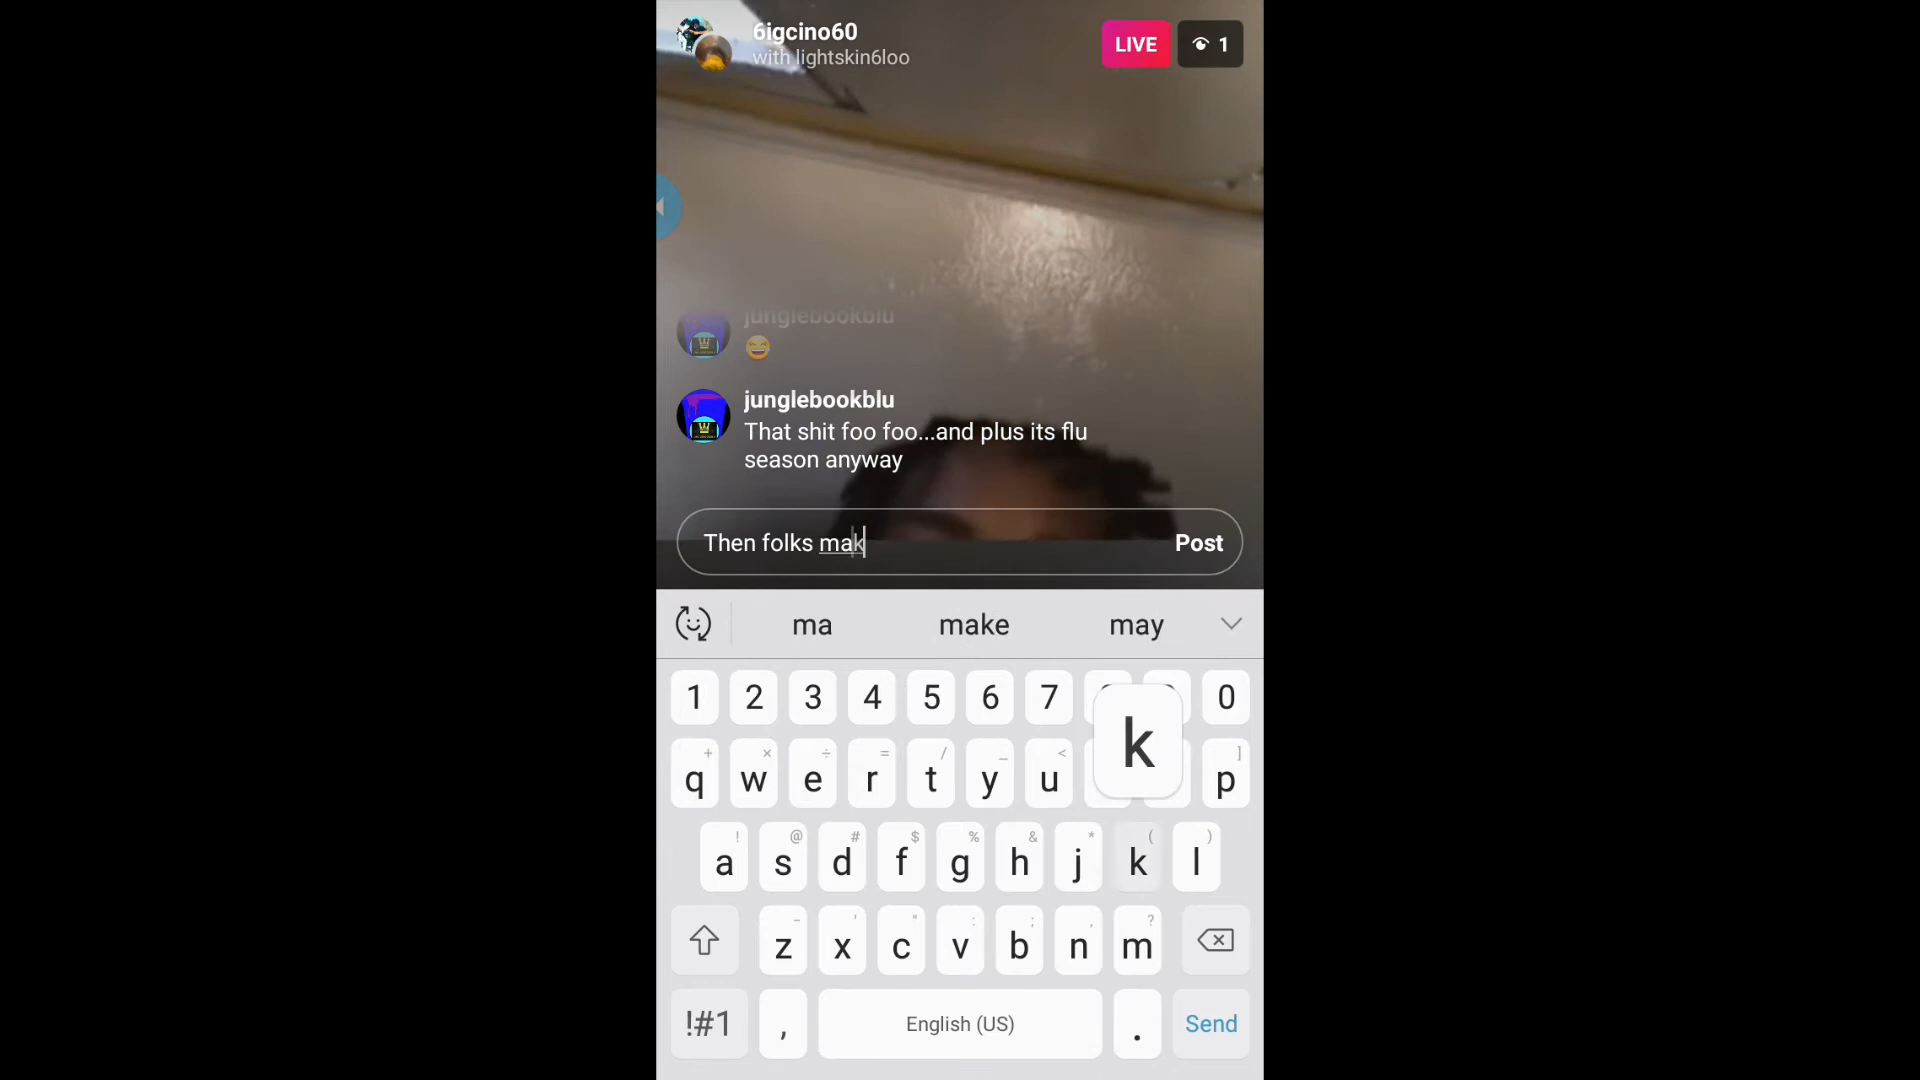 6igcino60
with lightskin6loo
LIVE
1
junglebookblu
😂
junglebookblu
That shit foo foo...and plus its flu
season anyway
Then folks mak
Post
ma
make
may
1 2 3 4 5 6 7 0
k
+ × ÷ = / _ < ]
q w e r t y u p
! @ # $ % & * ( )
a s d f g h j k l
- ' " : ; , ?
z x c v b n m
!#1 , English (US) . Send